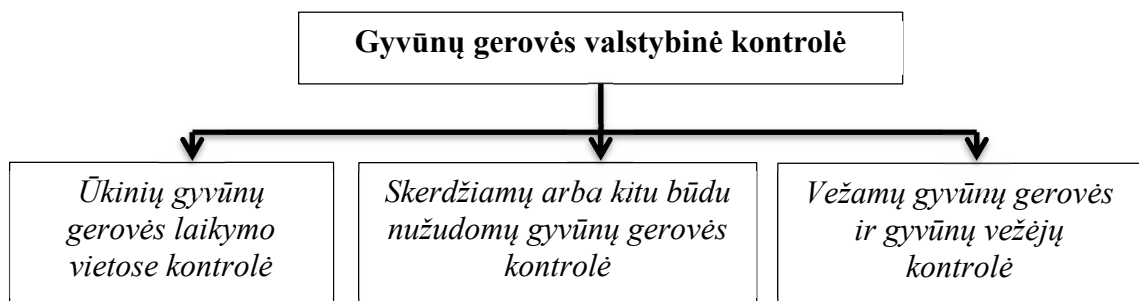 Gyvūnų gerovės valstybinė kontrolė
Ūkinių gyvūnų
gerovės laikymo
vietose kontrolė
Skerdžiamų arba kitu būdu
nužudomų gyvūnų gerovės
kontrolė
Vežamų gyvūnų gerovės
ir gyvūnų vežėjų
kontrolė